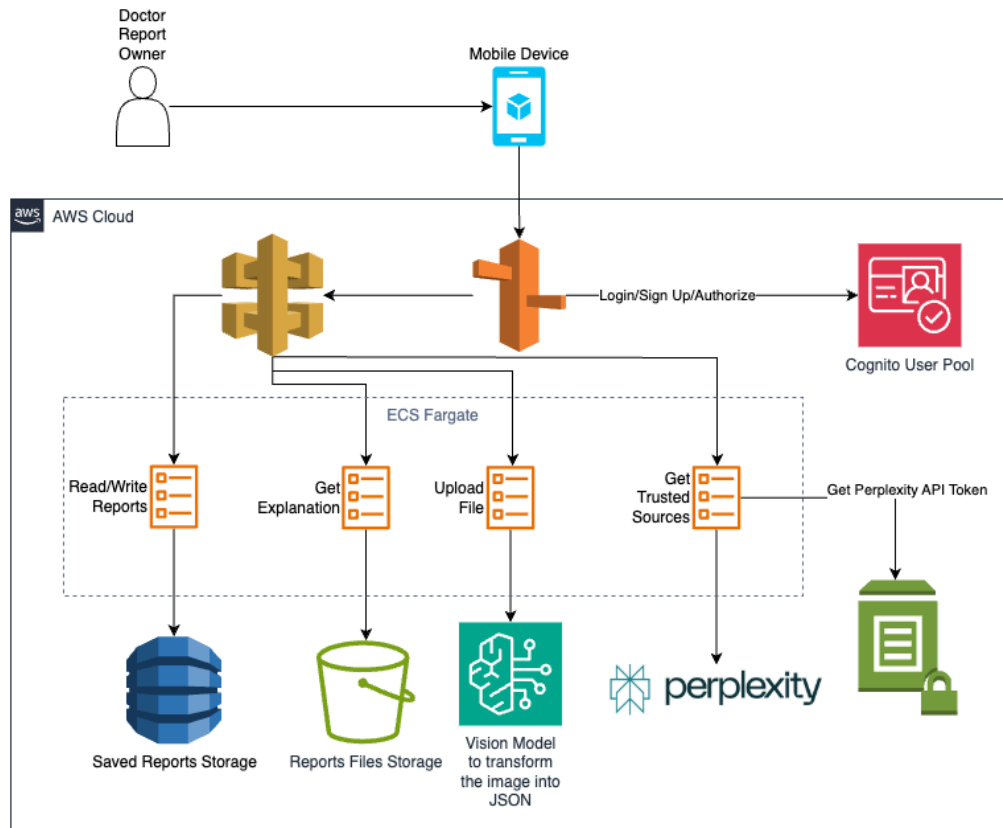 Doctor
Report
Owner
Mobile Device
aws
AWS Cloud
Login/Sign Up/Authorize
Cognito User Pool
ECS Fargate
Read/Write
Reports
Get
Explanation
Upload
File
Get
Trusted
Sources
Get Perplexity API Token
perplexity
Saved Reports Storage
Reports Files Storage
Vision Model
to transform
the image into
JSON